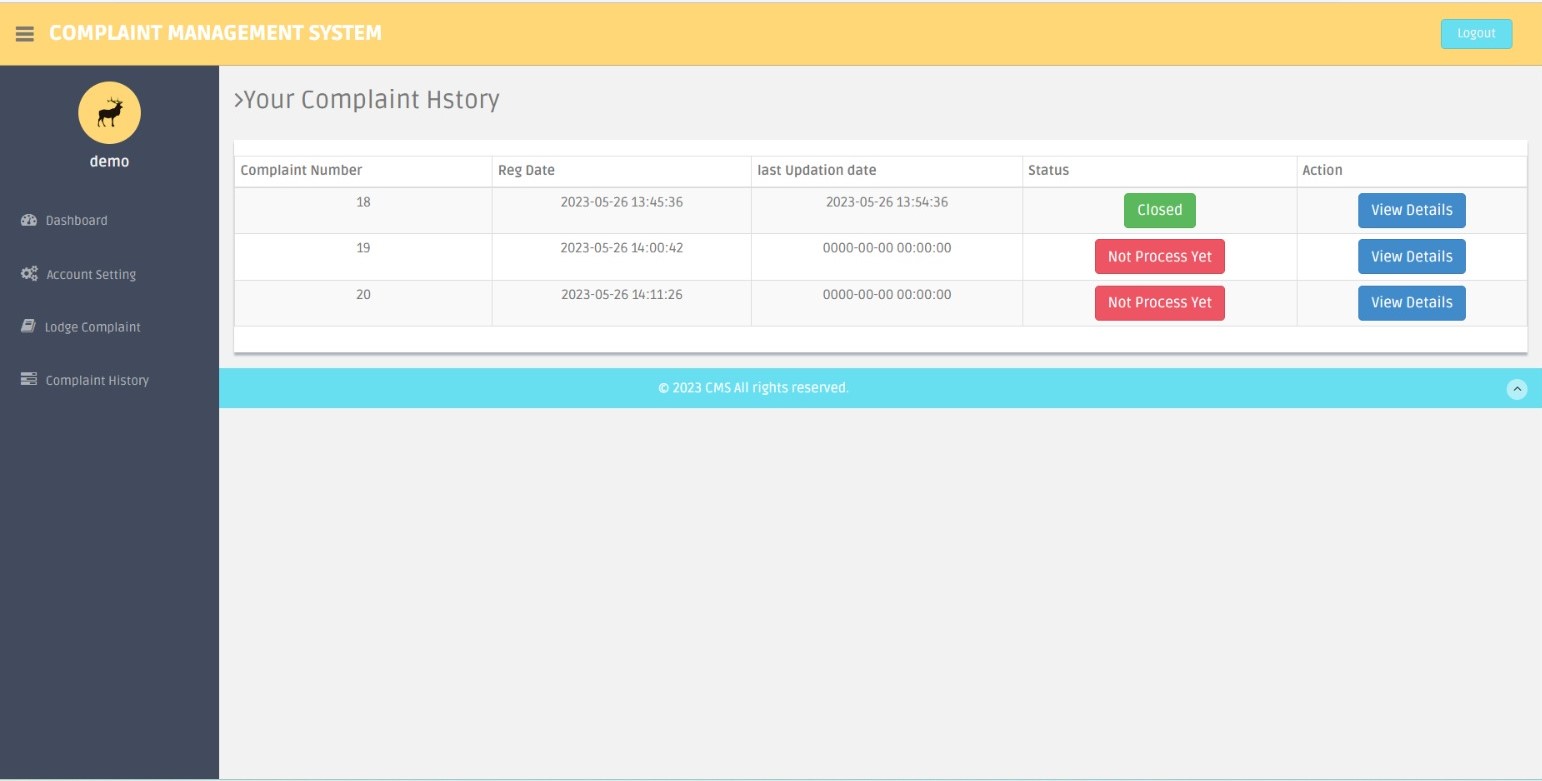 COMPLAINT MANAGEMENT SYSTEM
Logout
demo
Dashboard
Account Setting
Lodge Complaint
Complaint History
>Your Complaint Hstory
Complaint Number Reg Date last Updation date Status Action
18 2023-05-26 13:45:36 2023-05-26 13:54:36 Closed View Details
19 2023-05-26 14:00:42 0000-00-00 00:00:00 Not Process Yet View Details
20 2023-05-26 14:11:26 0000-00-00 00:00:00 Not Process Yet View Details
© 2023 CMS All rights reserved.